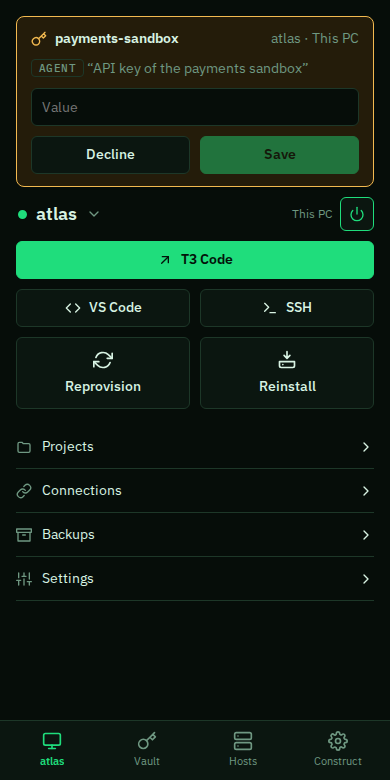 payments-sandbox
atlas · This PC
AGENT “API key of the payments sandbox”
Value
Decline
Save
atlas
This PC
T3 Code
VS Code
SSH
Reprovision
Reinstall
Projects
Connections
Backups
Settings
atlas
Vault
Hosts
Construct